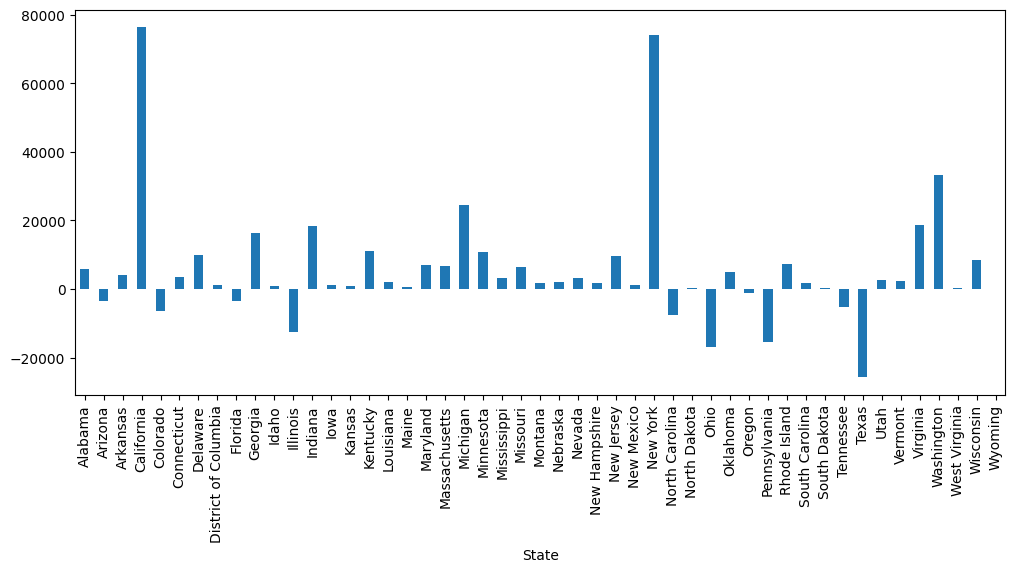 80000
60000
40000
20000
0
−20000
Alabama
Arizona
Arkansas
California
Colorado
Connecticut
Delaware
District of Columbia
Florida
Georgia
Idaho
Illinois
Indiana
Iowa
Kansas
Kentucky
Louisiana
Maine
Maryland
Massachusetts
Michigan
Minnesota
Mississippi
Missouri
Montana
Nebraska
Nevada
New Hampshire
New Jersey
New Mexico
New York
North Carolina
North Dakota
Ohio
Oklahoma
Oregon
Pennsylvania
Rhode Island
South Carolina
South Dakota
Tennessee
Texas
Utah
Vermont
Virginia
Washington
West Virginia
Wisconsin
Wyoming
State